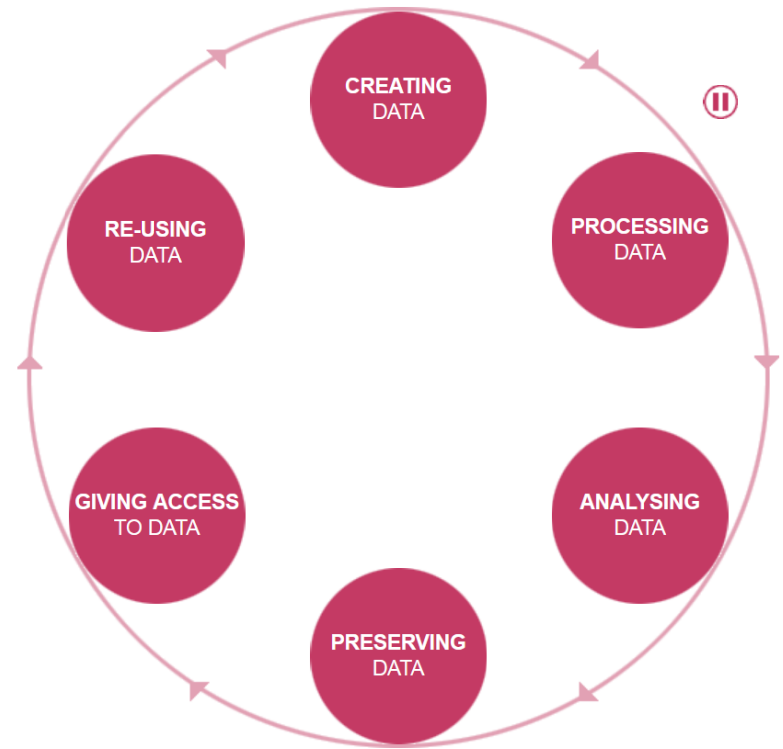 CREATING
DATA
PROCESSING
DATA
ANALYSING
DATA
PRESERVING
DATA
GIVING ACCESS
TO DATA
RE-USING
DATA